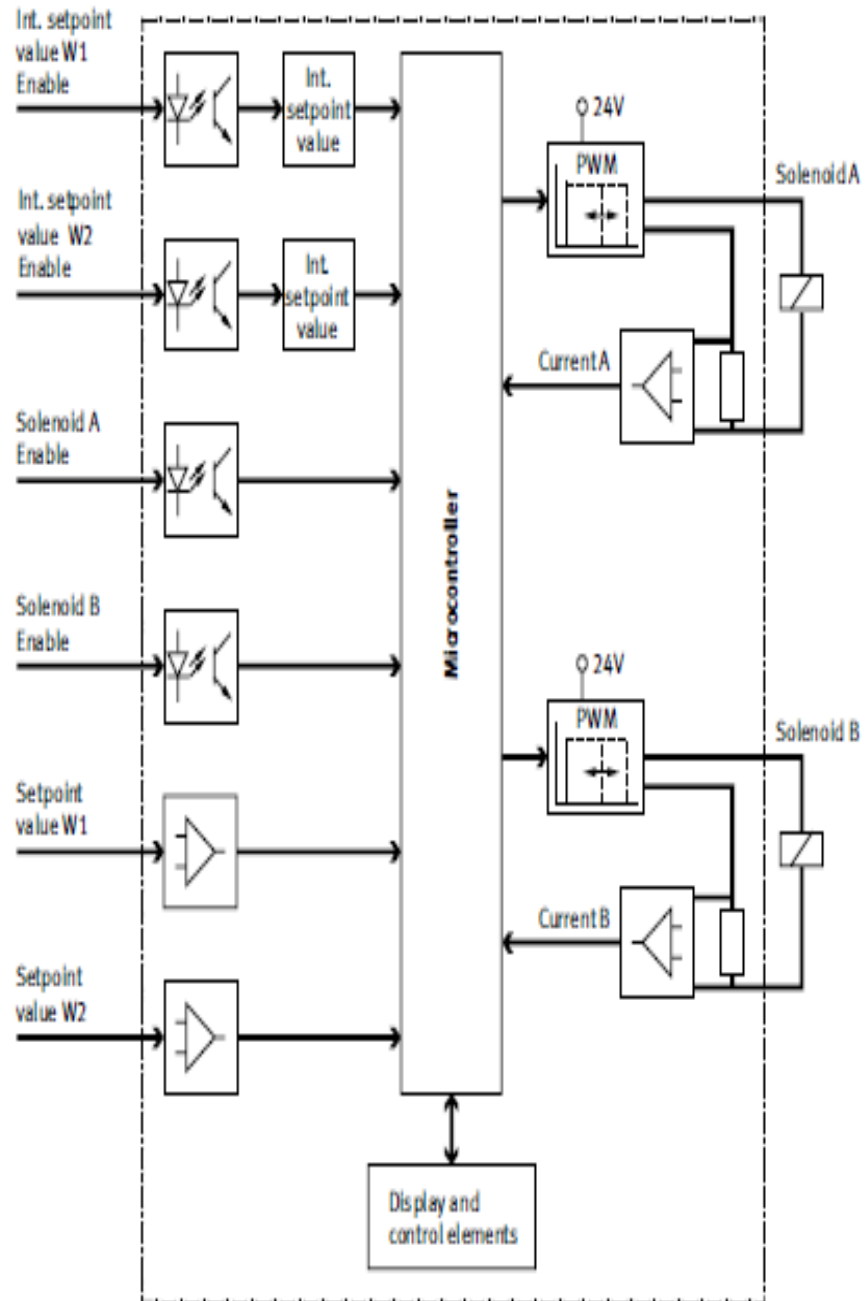 Int. setpoint
value W1
Enable
Int.
setpoint
value
Int. setpoint
value W2
Enable
Int.
setpoint
value
Solenoid A
Enable
Solenoid B
Enable
Setpoint
value W1
Setpoint
value W2
Microcontroller
24V
PWM
Solenoid A
Current A
24V
PWM
Solenoid B
Current B
Display and
control elements